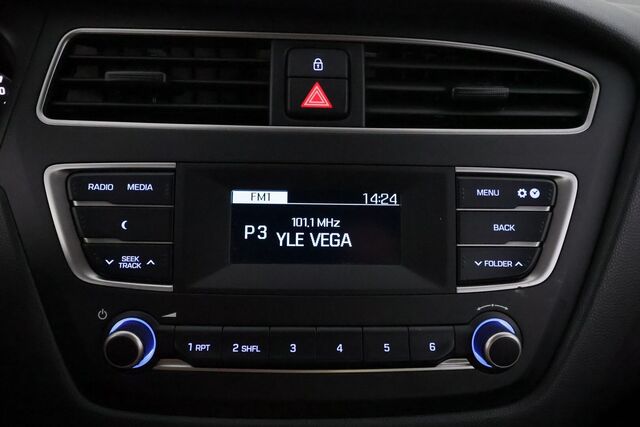 FM1 14:24
101.1 MHz
P3 YLE VEGA
RADIO MEDIA
SEEK
TRACK
MENU
BACK
FOLDER
1 RPT 2 SHFL 3 4 5 6